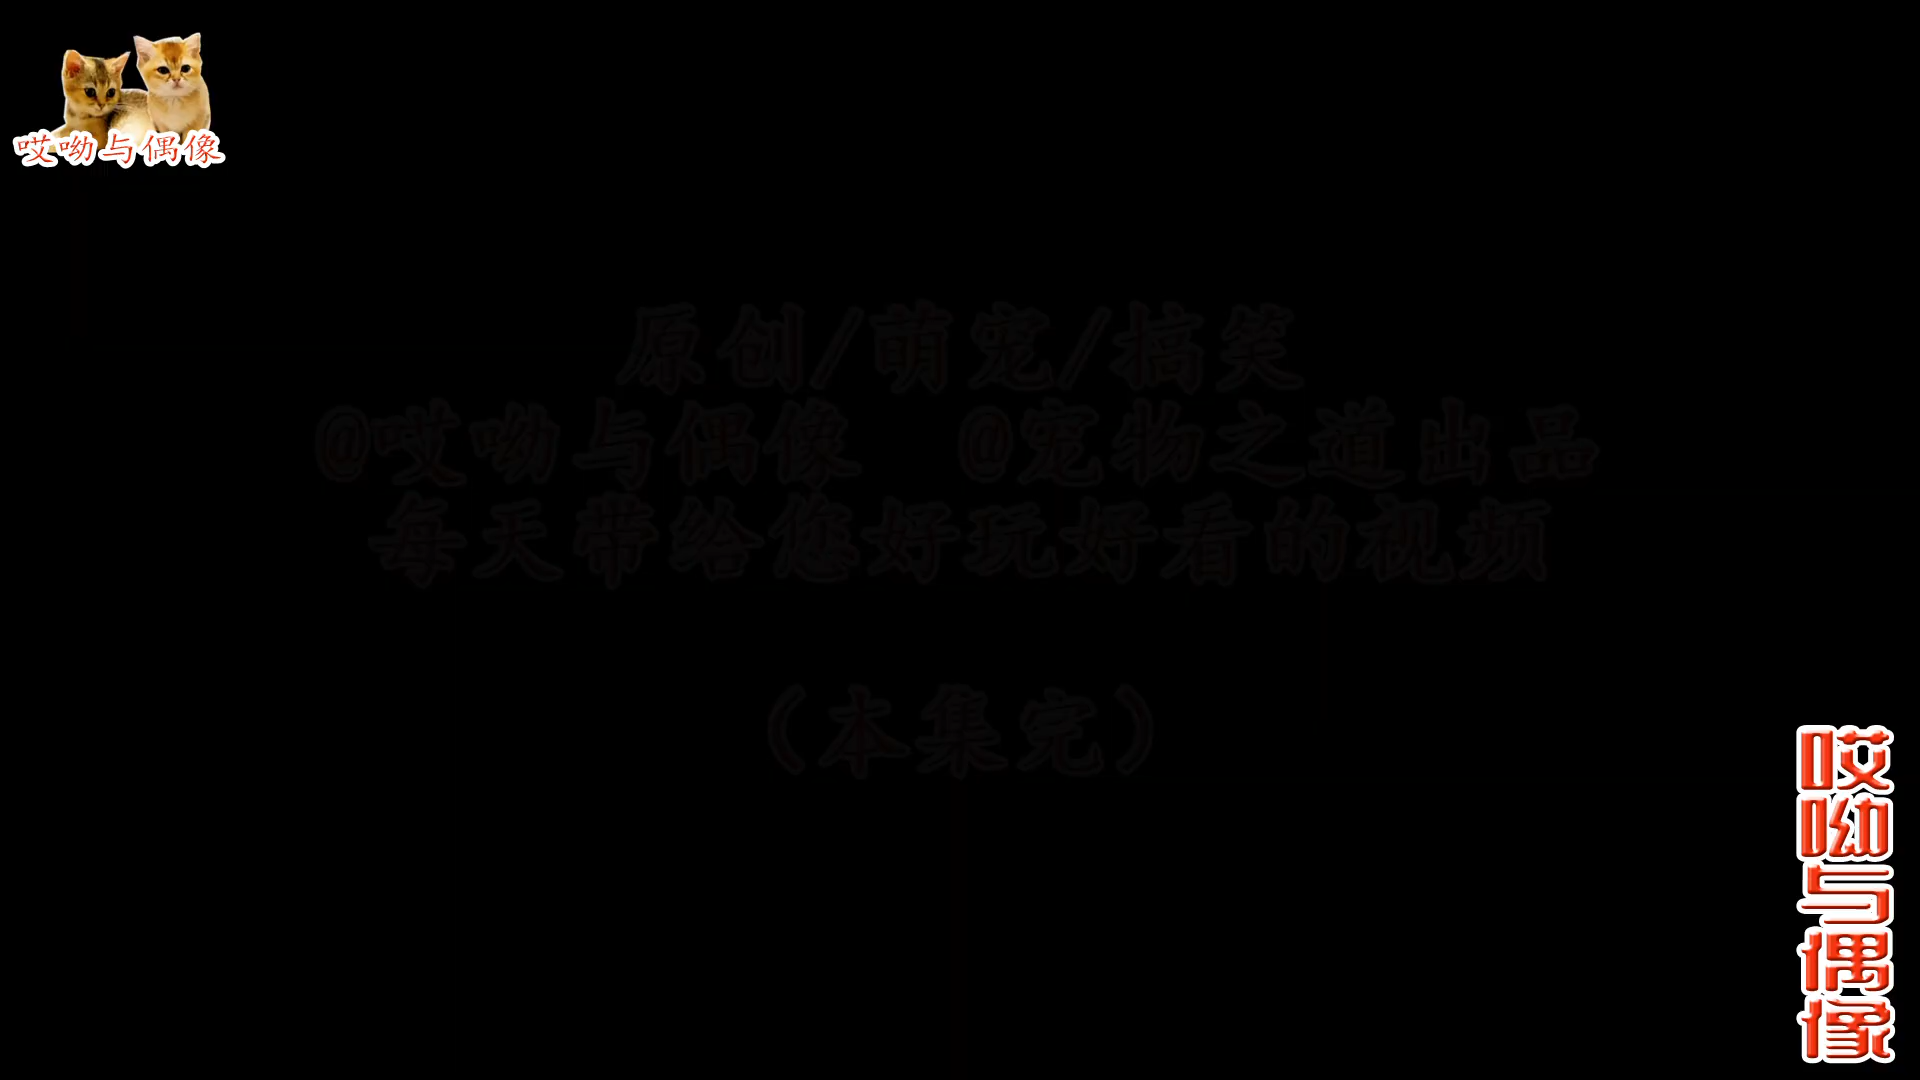 哎呦与偶像
原创/萌宠/搞笑
@哎呦与偶像 @宠物之道出品
每天带给您好玩好看的视频
（本集完）
哎呦与偶像